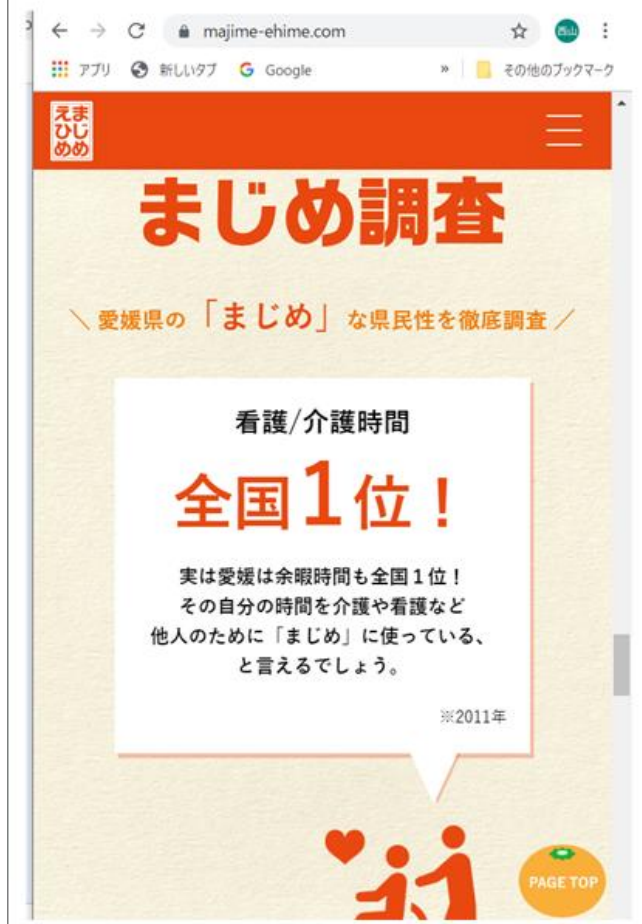 majime-ehime.com
西山
アプリ 新しいタブ Google » その他のブックマーク
まじめ
えひめ
まじめ調査
\ 愛媛県の「まじめ」な県民性を徹底調査 /
看護/介護時間
全国1位！
実は愛媛は余暇時間も全国1位！
その自分の時間を介護や看護など
他人のために「まじめ」に使っている、
と言えるでしょう。
※2011年
PAGE TOP